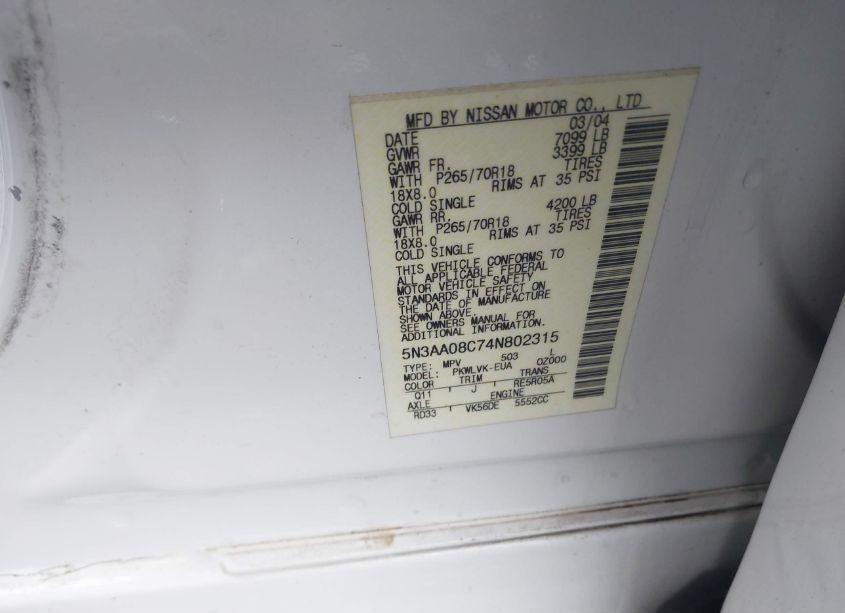 MFD BY NISSAN MOTOR CO., LTD
DATE 03/04
GVWR 7099 LB
GAWR FR. 3399 LB
WITH P265/70R18 TIRES
18X8.0 RIMS AT 35 PSI
COLD SINGLE
GAWR RR. 4200 LB
WITH P265/70R18 TIRES
18X8.0 RIMS AT 35 PSI
COLD SINGLE
THIS VEHICLE CONFORMS TO
ALL APPLICABLE FEDERAL
MOTOR VEHICLE SAFETY
STANDARDS IN EFFECT ON
THE DATE OF MANUFACTURE
SHOWN ABOVE.
SEE OWNERS MANUAL FOR
ADDITIONAL INFORMATION.
5N3AA08C74N802315
TYPE: MPV 503 L
MODEL: PKWLVK-EUA OZ000
COLOR TRIM TRANS
Q11 J RE5R05A
AXLE ENGINE
RD33 VK56DE 5552CC